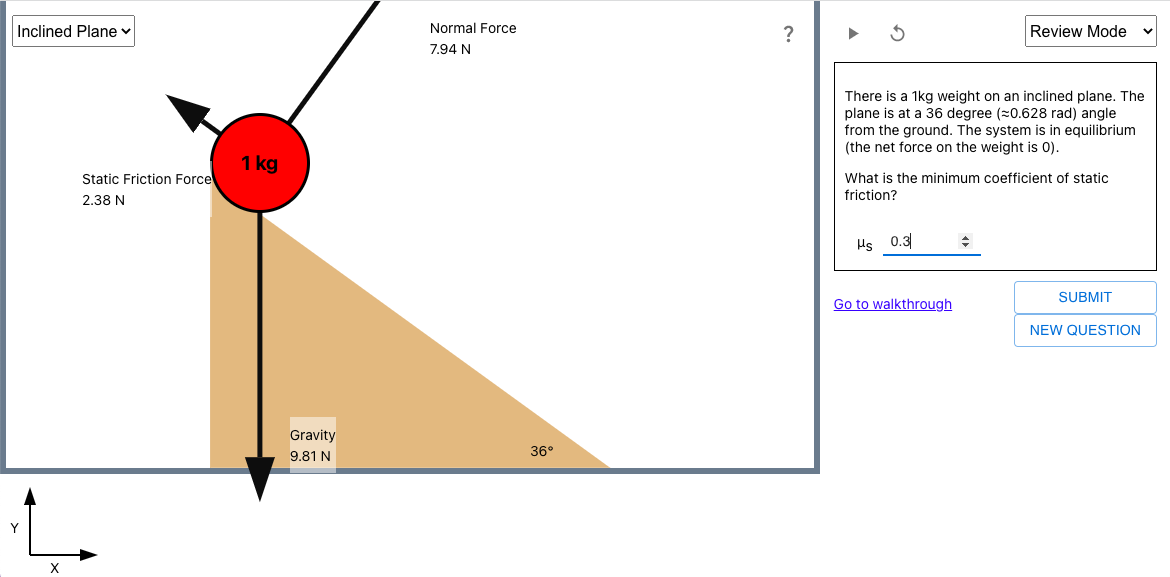 Inclined Plane
Normal Force
7.94 N
?
Review Mode
1 kg
Static Friction Force
2.38 N
Gravity
9.81 N
36°
Y
X
There is a 1kg weight on an inclined plane. The
plane is at a 36 degree (≈0.628 rad) angle
from the ground. The system is in equilibrium
(the net force on the weight is 0).
What is the minimum coefficient of static
friction?
μs 0.3
Go to walkthrough
SUBMIT
NEW QUESTION